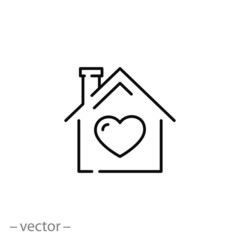 – vector –